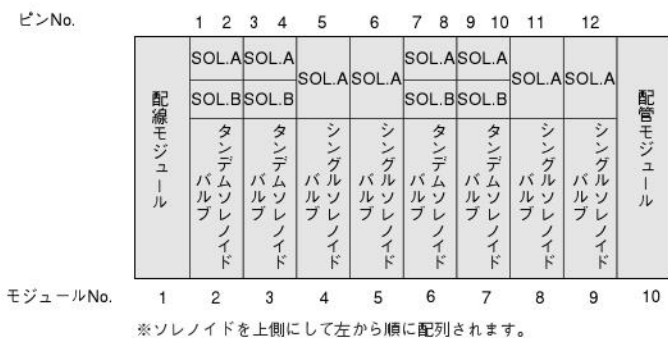 ピンNo. 1 2 3 4 5 6 7 8 9 10 11 12
SOL.A SOL.A SOL.A SOL.A SOL.A SOL.A SOL.A SOL.A
SOL.B SOL.B SOL.B SOL.B
配線モジュール
タンデムソレノイド
バルブ
タンデムソレノイド
バルブ
シングルソレノイド
バルブ
シングルソレノイド
バルブ
タンデムソレノイド
バルブ
タンデムソレノイド
バルブ
シングルソレノイド
バルブ
シングルソレノイド
バルブ
配管モジュール
モジュールNo. 1 2 3 4 5 6 7 8 9 10
※ソレノイドを上側にして左から順に配列されます。